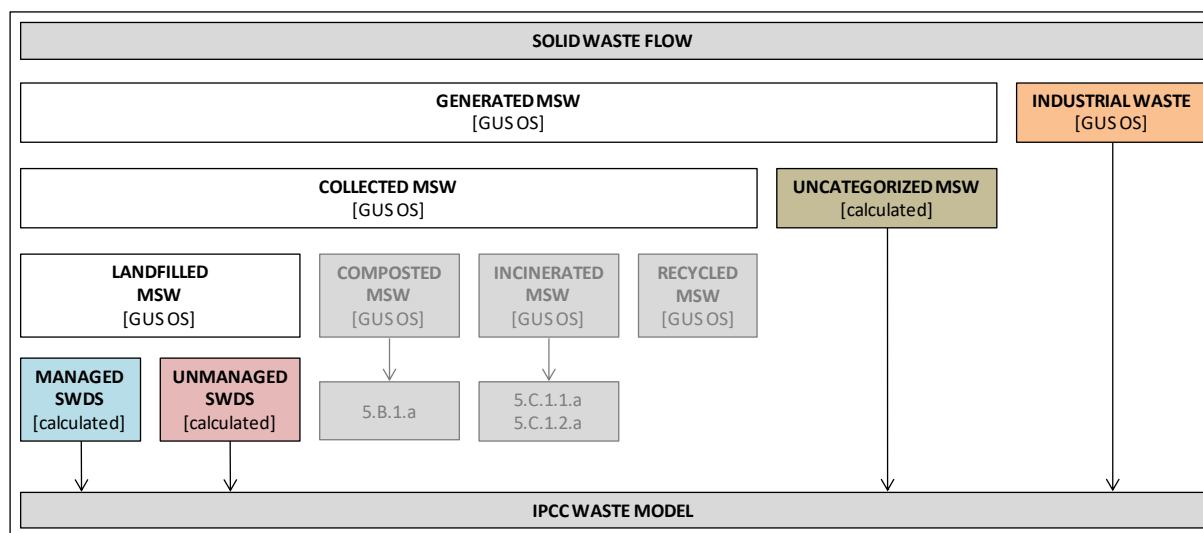 SOLID WASTE FLOW
GENERATED MSW
[GUS OS]
INDUSTRIAL WASTE
[GUS OS]
COLLECTED MSW
[GUS OS]
UNCATEGORIZED MSW
[calculated]
LANDFILLED
MSW
[GUS OS]
COMPOSTED
MSW
[GUS OS]
INCINERATED
MSW
[GUS OS]
RECYCLED
MSW
[GUS OS]
MANAGED
SWDS
[calculated]
UNMANAGED
SWDS
[calculated]
5.B.1.a
5.C.1.1.a
5.C.1.2.a
IPCC WASTE MODEL